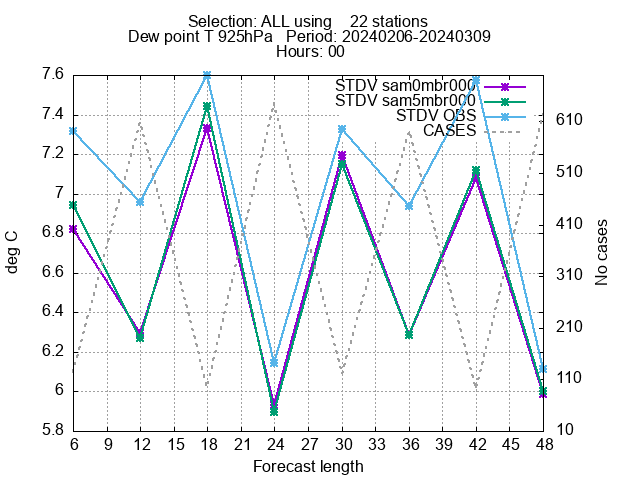 Selection: ALL using    22 stations
Dew point T 925hPa   Period: 20240206-20240309
Hours: 00
STDV sam0mbr000
STDV sam5mbr000
STDV OBS
CASES
7.6
7.4
7.2
7
6.8
6.6
6.4
6.2
6
5.8
deg C
610
510
410
310
210
110
10
No cases
6 9 12 15 18 21 24 27 30 33 36 39 42 45 48
Forecast length